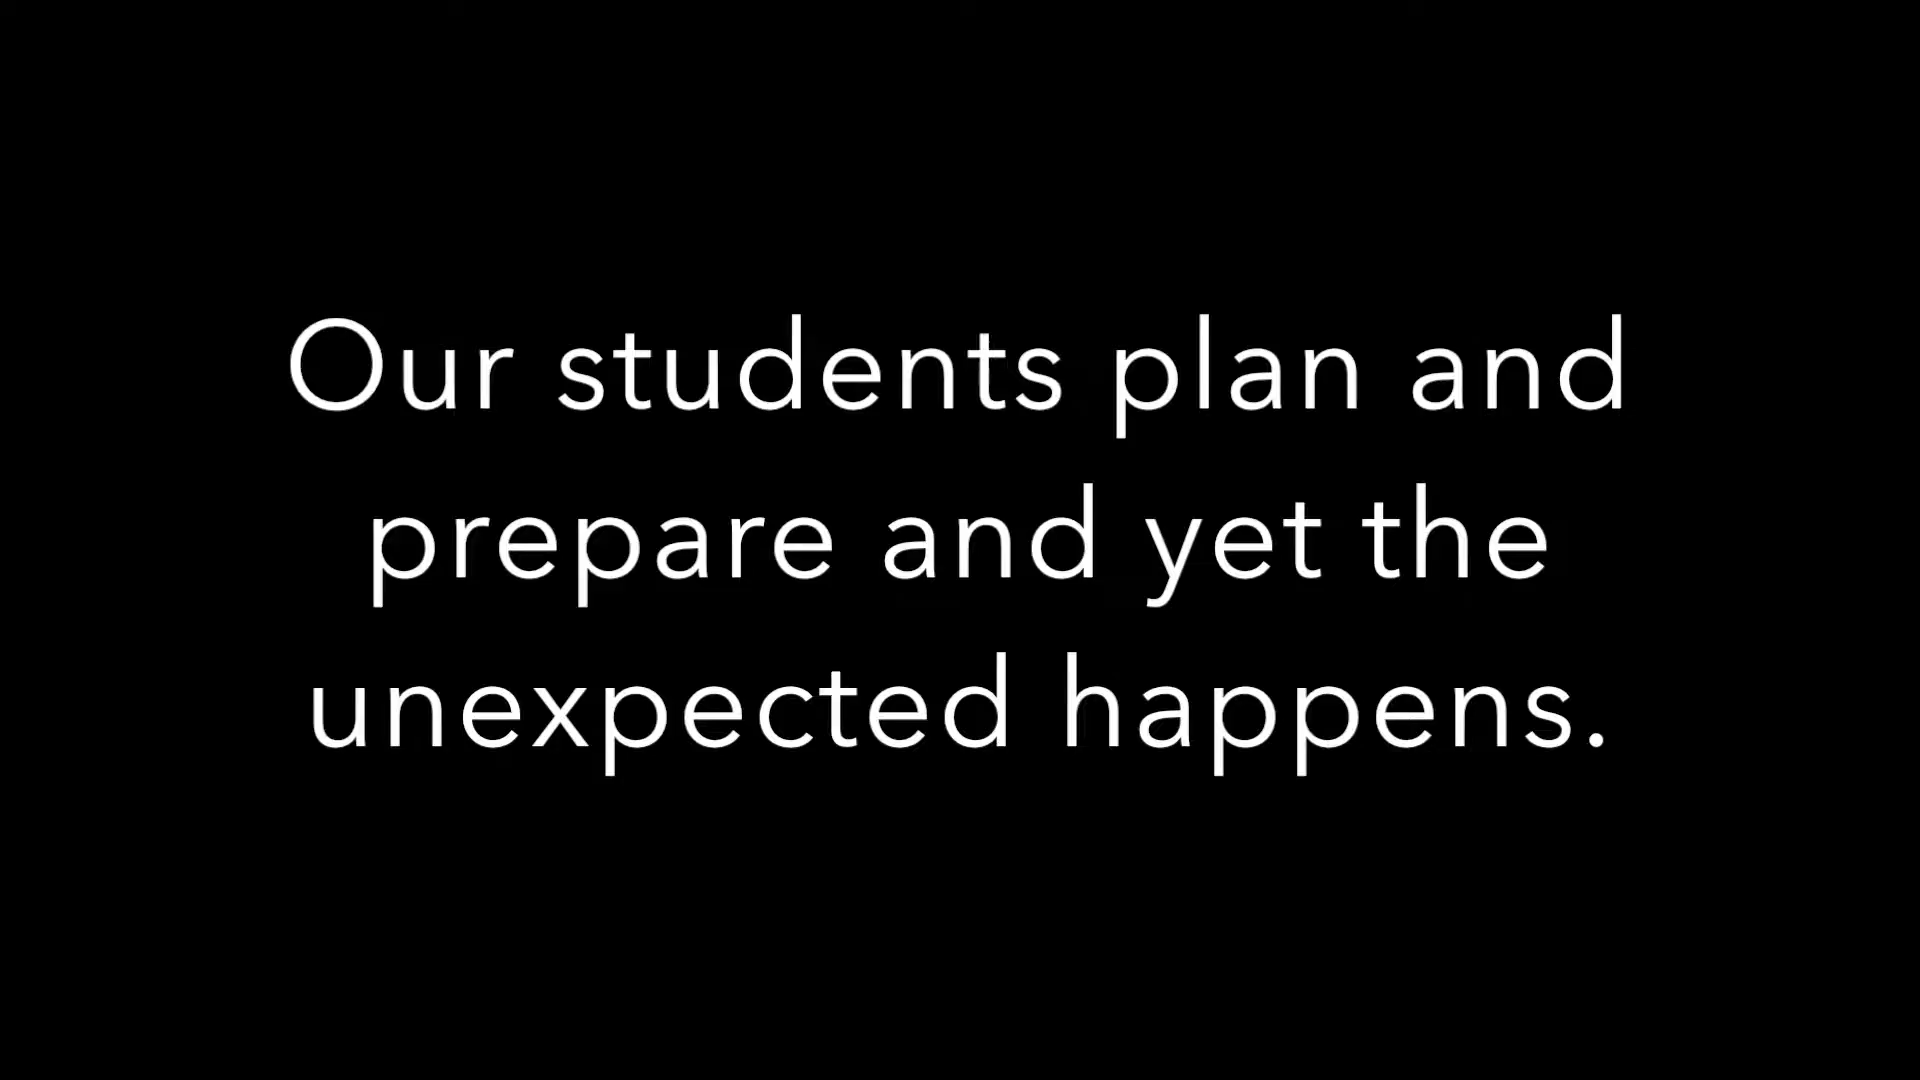 Our students plan and
prepare and yet the
unexpected happens.